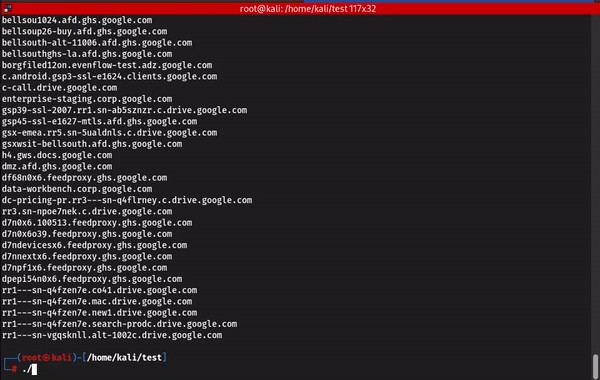 root@kali: /home/kali/test 117x32
bellsou1024.afd.ghs.google.com
bellsoup26-buy.afd.ghs.google.com
bellsouth-alt-11006.afd.ghs.google.com
bellsouthghs-la.afd.ghs.google.com
borgfiled12on.evenflow-test.adz.google.com
c.android.gsp3-ssl-e1624.clients.google.com
c-call.drive.google.com
enterprise-staging.corp.google.com
gsp39-ssl-2007.rr1.sn-ab5sznzr.c.drive.google.com
gsp45-ssl-e1627-mtls.afd.ghs.google.com
gsx-emea.rr5.sn-5ualdnls.c.drive.google.com
gsxwsit-bellsouth.afd.ghs.google.com
h4.gws.docs.google.com
dmz.afd.ghs.google.com
df68n0x6.feedproxy.ghs.google.com
data-workbench.corp.google.com
dc-pricing-pr.rr3---sn-q4flrney.c.drive.google.com
rr3.sn-npoe7nek.c.drive.google.com
d7n0x6.100513.feedproxy.ghs.google.com
d7n0x6o39.feedproxy.ghs.google.com
d7ndevicesx6.feedproxy.ghs.google.com
d7nnextx6.feedproxy.ghs.google.com
d7npf1x6.feedproxy.ghs.google.com
dpepi54n0x6.feedproxy.ghs.google.com
rr1---sn-q4fzen7e.co41.drive.google.com
rr1---sn-q4fzen7e.mac.drive.google.com
rr1---sn-q4fzen7e.new1.drive.google.com
rr1---sn-q4fzen7e.search-prodc.drive.google.com
rr1---sn-vgqsknll.alt-1002c.drive.google.com
┌──(root㉿kali)-[/home/kali/test]
└─# ./